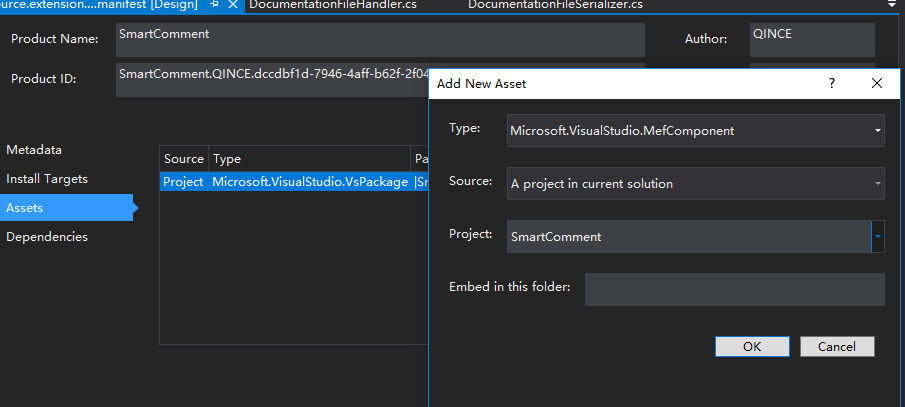 ource.extension....manifest [Design]
DocumentationFileHandler.cs
DocumentationFileSerializer.cs
Product Name:
SmartComment
Author:
QINCE
Product ID:
SmartComment.QINCE.dccdbf1d-7946-4aff-b62f-2f04
Metadata
Install Targets
Assets
Dependencies
Source Type Pa
Project Microsoft.VisualStudio.VsPackage |Sr
Add New Asset
?
Type:
Microsoft.VisualStudio.MefComponent
Source:
A project in current solution
Project:
SmartComment
Embed in this folder:
OK
Cancel